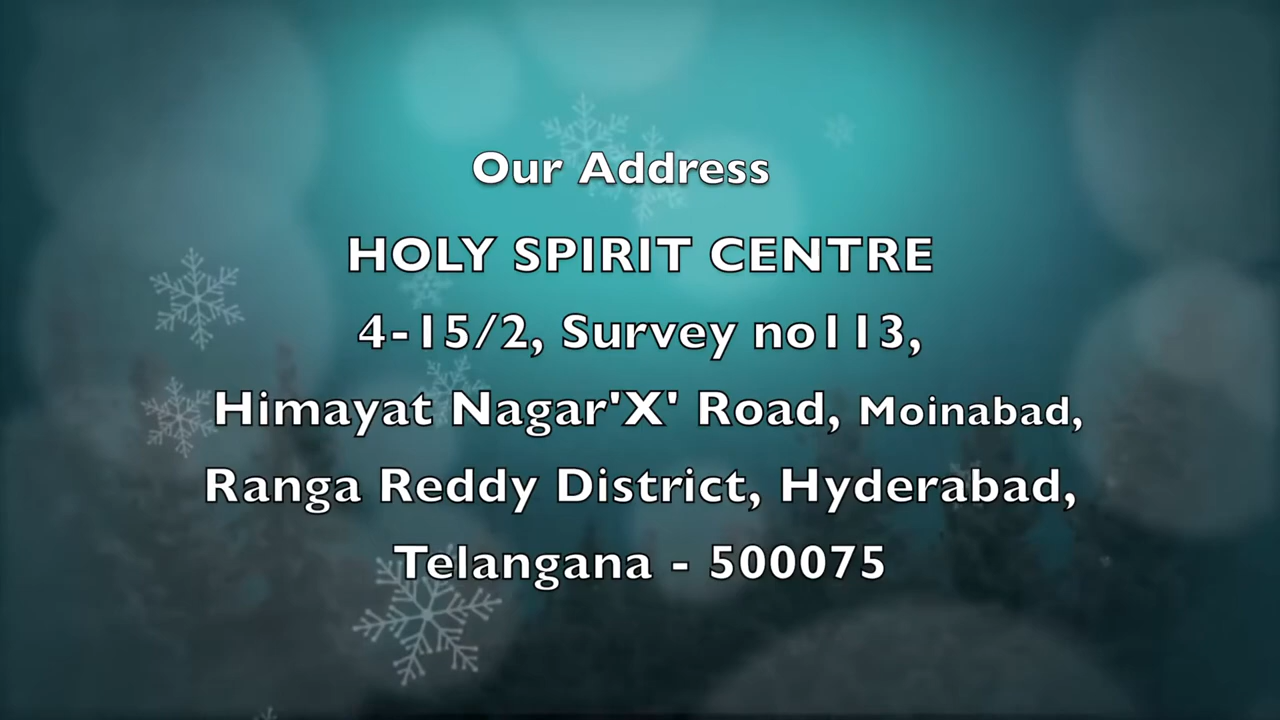 Our Address
HOLY SPIRIT CENTRE
4-15/2, Survey no113,
Himayat Nagar'X' Road, Moinabad,
Ranga Reddy District, Hyderabad,
Telangana - 500075